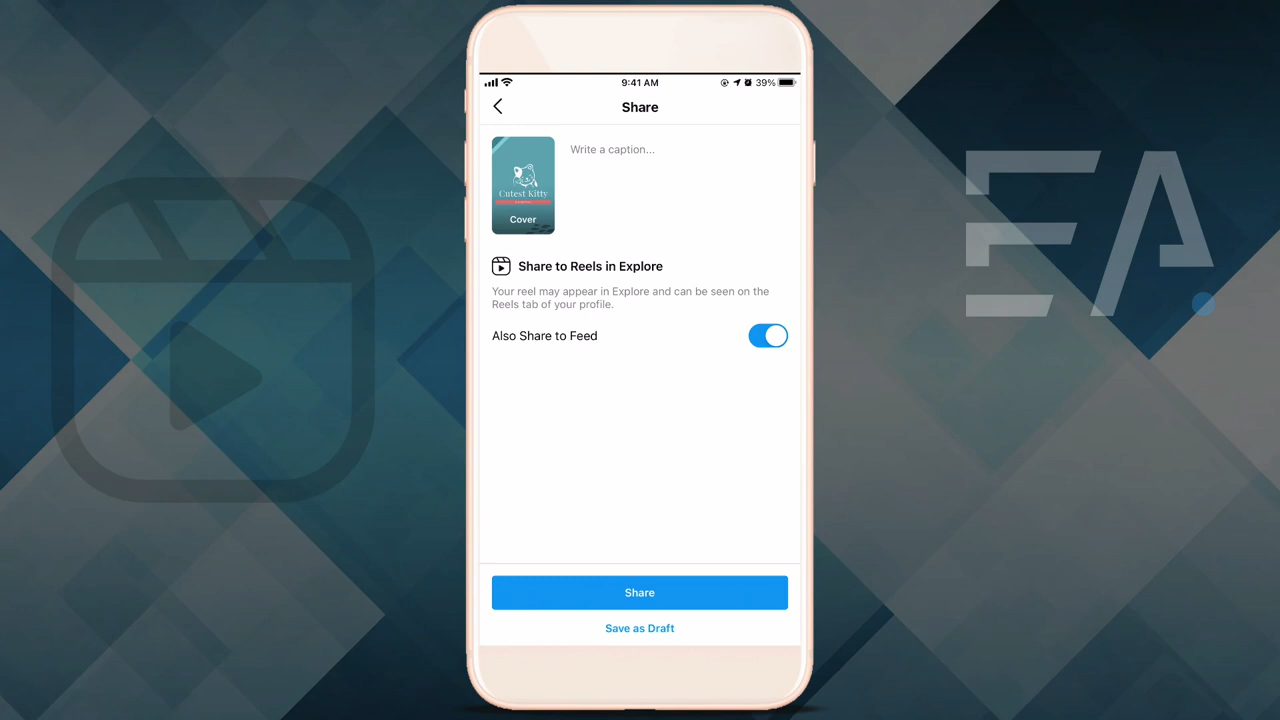 9:41 AM
39%
Share
Write a caption...
Cutest Kitty
Cover
Share to Reels in Explore
Your reel may appear in Explore and can be seen on the
Reels tab of your profile.
Also Share to Feed
Share
Save as Draft
EA